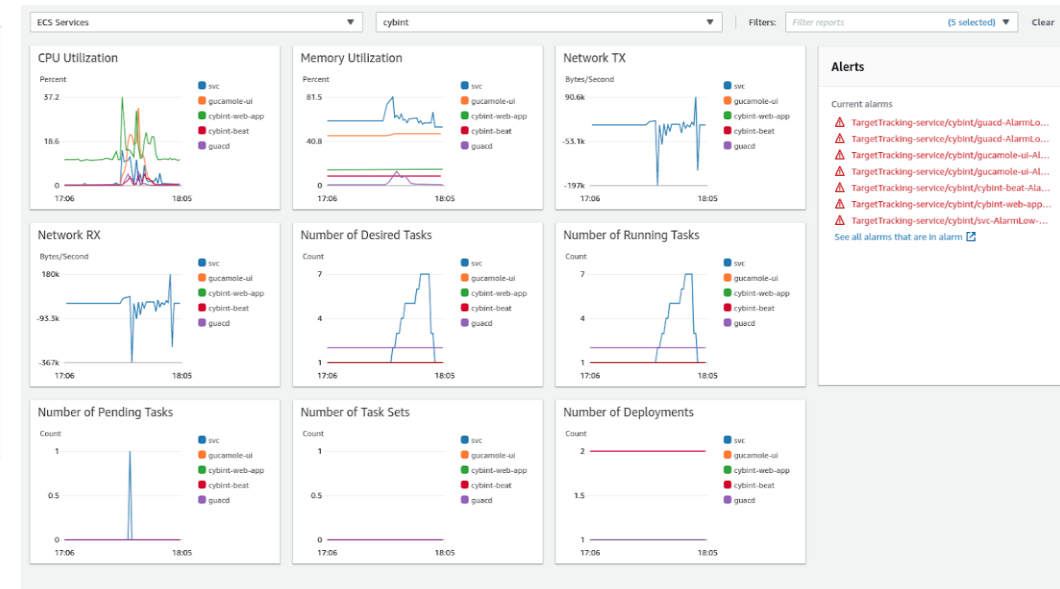 ECS Services
cybint
Filters:
Filter reports
(5 selected)
Clear
CPU Utilization
Percent
37.2
18.6
0
17:06
18:05
svc
gucamole-ui
cybint-web-app
cybint-beat
guacd
Memory Utilization
Percent
81.5
40.8
0
17:06
18:05
svc
gucamole-ui
cybint-web-app
cybint-beat
guacd
Network TX
Bytes/Second
90.6k
-53.1k
-197k
17:06
18:05
svc
gucamole-ui
cybint-web-app
cybint-beat
guacd
Alerts
Current alarms
TargetTracking-service/cybint/guacd-AlarmLo...
TargetTracking-service/cybint/guacd-AlarmLo...
TargetTracking-service/cybint/gucamole-ui-Al...
TargetTracking-service/cybint/gucamole-ui-Al...
TargetTracking-service/cybint/cybint-beat-Ala...
TargetTracking-service/cybint/cybint-web-app...
TargetTracking-service/cybint/svc-AlarmLow-...
See all alarms that are in alarm
Network RX
Bytes/Second
180k
-93.3k
-367k
17:06
18:05
svc
gucamole-ui
cybint-web-app
cybint-beat
guacd
Number of Desired Tasks
Count
7
4
1
17:06
18:05
svc
gucamole-ui
cybint-web-app
cybint-beat
guacd
Number of Running Tasks
Count
7
4
1
17:06
18:05
svc
gucamole-ui
cybint-web-app
cybint-beat
guacd
Number of Pending Tasks
Count
1
0.5
0
17:06
18:05
svc
gucamole-ui
cybint-web-app
cybint-beat
guacd
Number of Task Sets
Count
1
0.5
0
17:06
18:05
svc
gucamole-ui
cybint-web-app
cybint-beat
guacd
Number of Deployments
Count
2
1.5
1
17:06
18:05
svc
gucamole-ui
cybint-web-app
cybint-beat
guacd